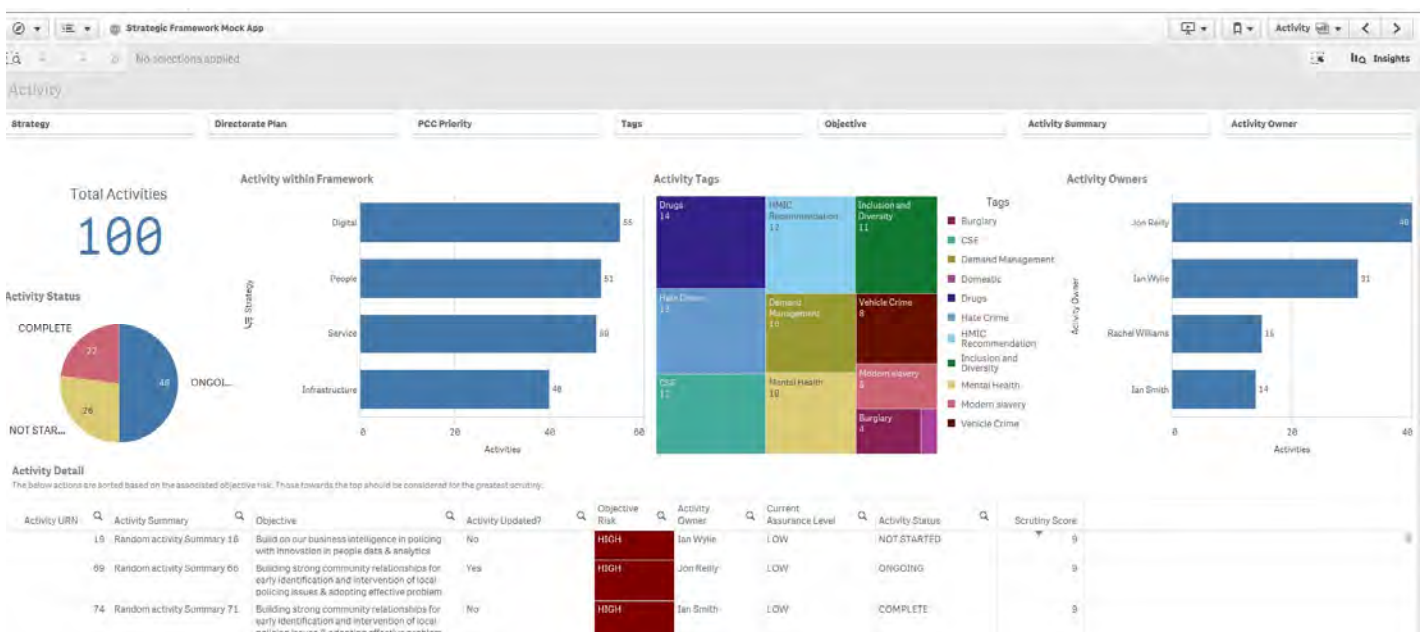 Strategic Framework Mock App
Activity
Insights
No selections applied
Activity
Strategy
Directorate Plan
PCC Priority
Tags
Objective
Activity Summary
Activity Owner
Total Activities
100
Activity Status
COMPLETE
22
48
ONGOI...
26
NOT STAR...
Activity within Framework
Strategy
Digital
55
People
51
Service
Infrastructure
40
0
20
40
60
Activities
Activity Tags
Drugs
14
HMIC
Recommendation
12
Inclusion and
Diversity
11
Hate Crime
13
Demand
Management
10
Vehicle Crime
8
CSE
12
Mental Health
10
Modern slavery
Burglary
4
Tags
Burglary
CSE
Demand Management
Domestic
Drugs
Hate Crime
HMIC
Recommendation
Inclusion and
Diversity
Mental Health
Modern slavery
Vehicle Crime
Activity Owners
Activity Owner
Jon Reilly
40
Ian Wylie
31
Rachel Williams
15
Ian Smith
14
0
20
40
Activities
Activity Detail
The below actions are sorted based on the associated objective risk. Those towards the top should be considered for the greatest scrutiny.
Activity URN
Activity Summary
Objective
Activity Updated?
Objective
Risk
Activity
Owner
Current
Assurance Level
Activity Status
Scrutiny Score
19
Random activity Summary 16
Build on our business intelligence in policing
with innovation in people data & analytics
No
HIGH
Ian Wylie
LOW
NOT STARTED
9
69
Random activity Summary 66
Building strong community relationships for
early identification and intervention of local
policing issues & adopting effective problem
Yes
HIGH
Jon Reilly
LOW
ONGOING
9
74
Random activity Summary 71
Building strong community relationships for
early identification and intervention of local
policing issues & adopting effective problem
No
HIGH
Ian Smith
LOW
COMPLETE
9